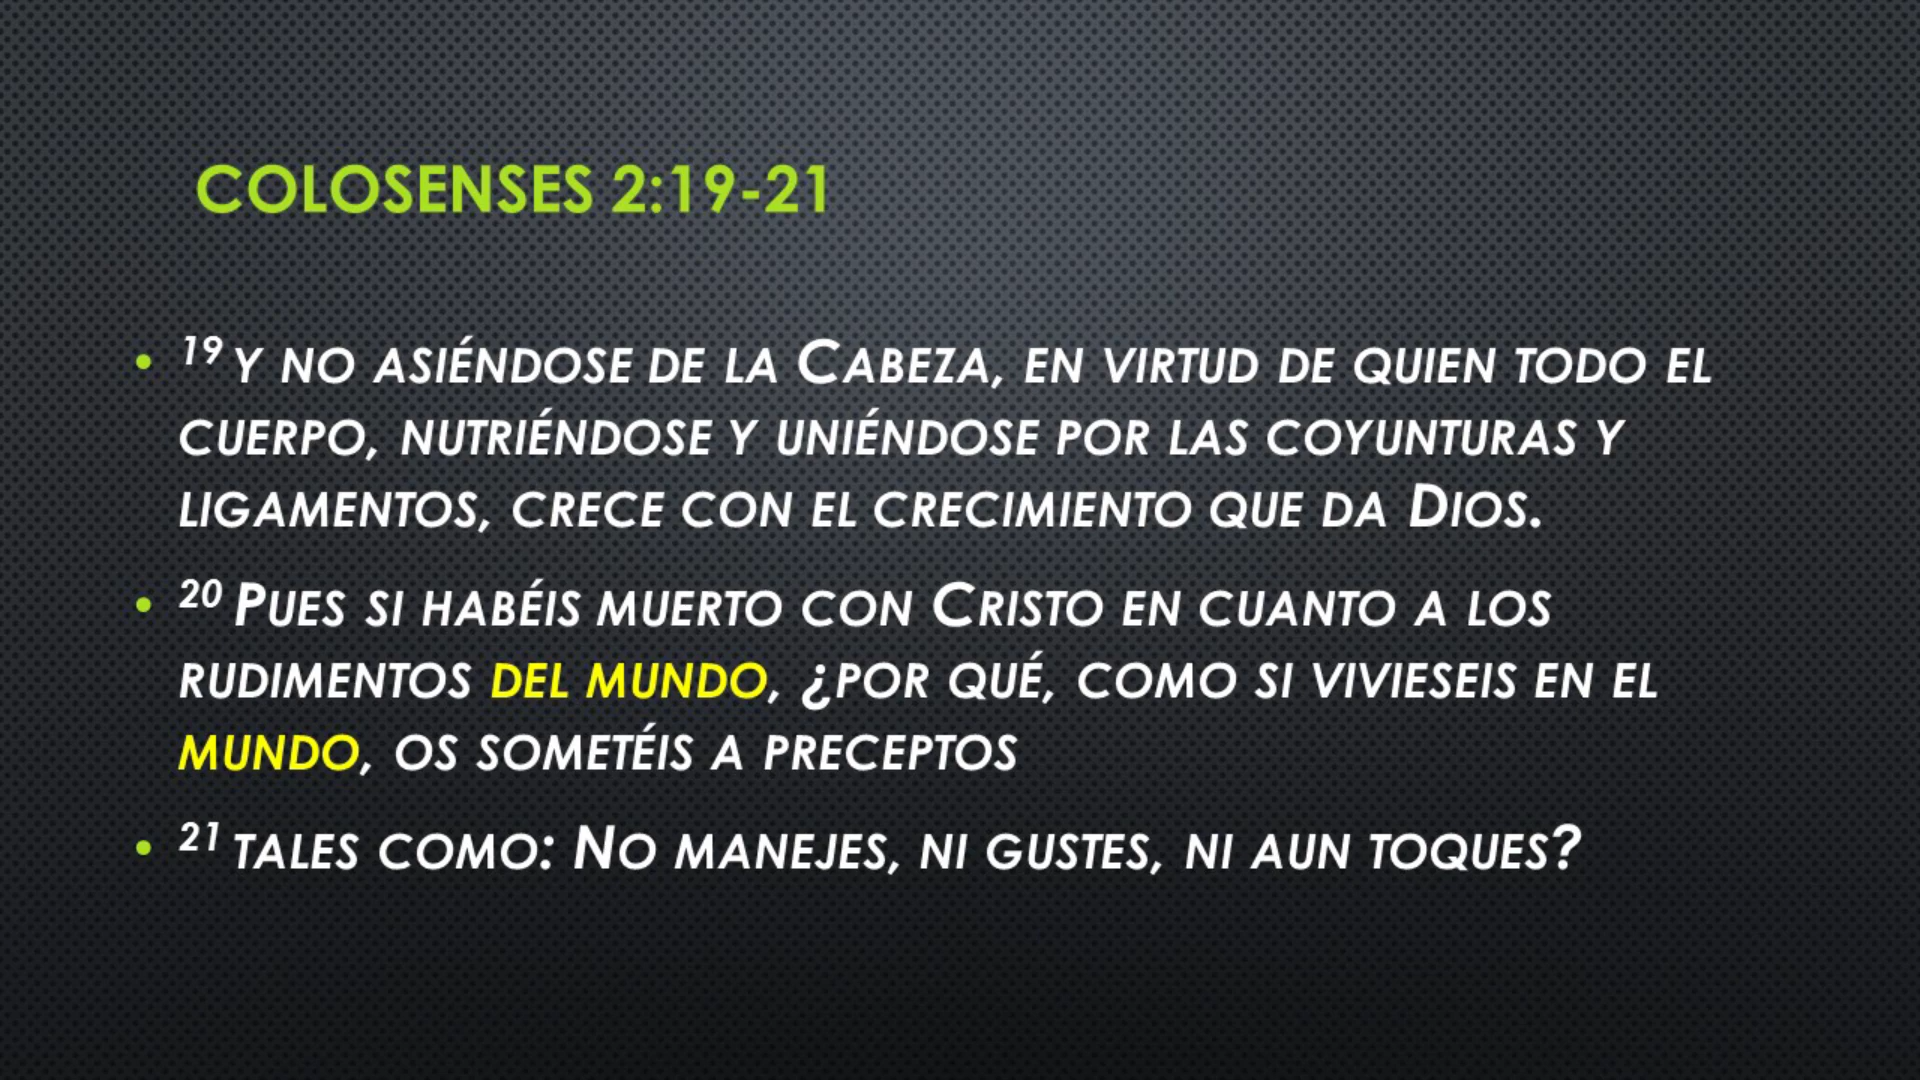 COLOSENSES 2:19-21
• 19 Y NO ASIÉNDOSE DE LA CABEZA, EN VIRTUD DE QUIEN TODO EL
CUERPO, NUTRIÉNDOSE Y UNIÉNDOSE POR LAS COYUNTURAS Y
LIGAMENTOS, CRECE CON EL CRECIMIENTO QUE DA DIOS.
• 20 PUES SI HABÉIS MUERTO CON CRISTO EN CUANTO A LOS
RUDIMENTOS DEL MUNDO, ¿POR QUÉ, COMO SI VIVIESEIS EN EL
MUNDO, OS SOMETÉIS A PRECEPTOS
• 21 TALES COMO: NO MANEJES, NI GUSTES, NI AUN TOQUES?